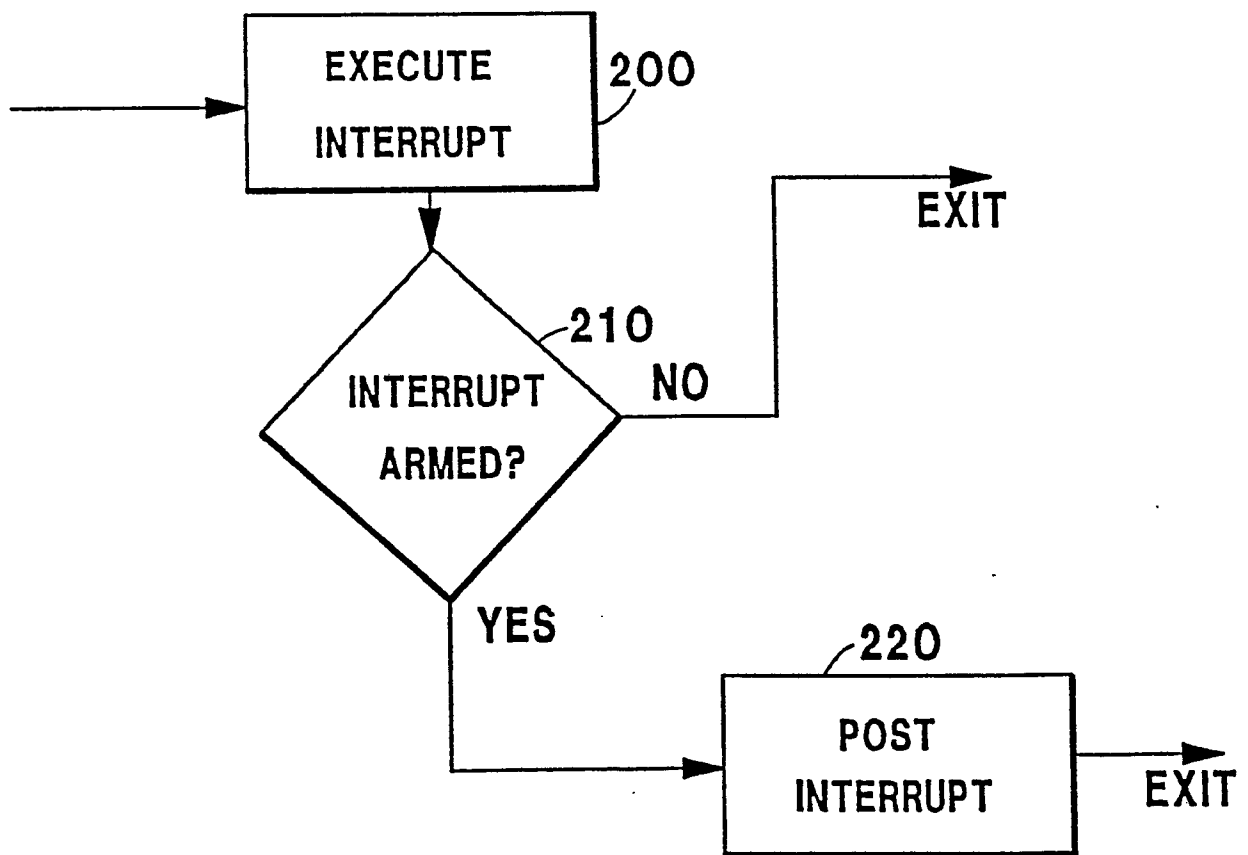 EXECUTE
INTERRUPT
200
EXIT
210
INTERRUPT
ARMED?
NO
YES
220
POST
INTERRUPT
EXIT